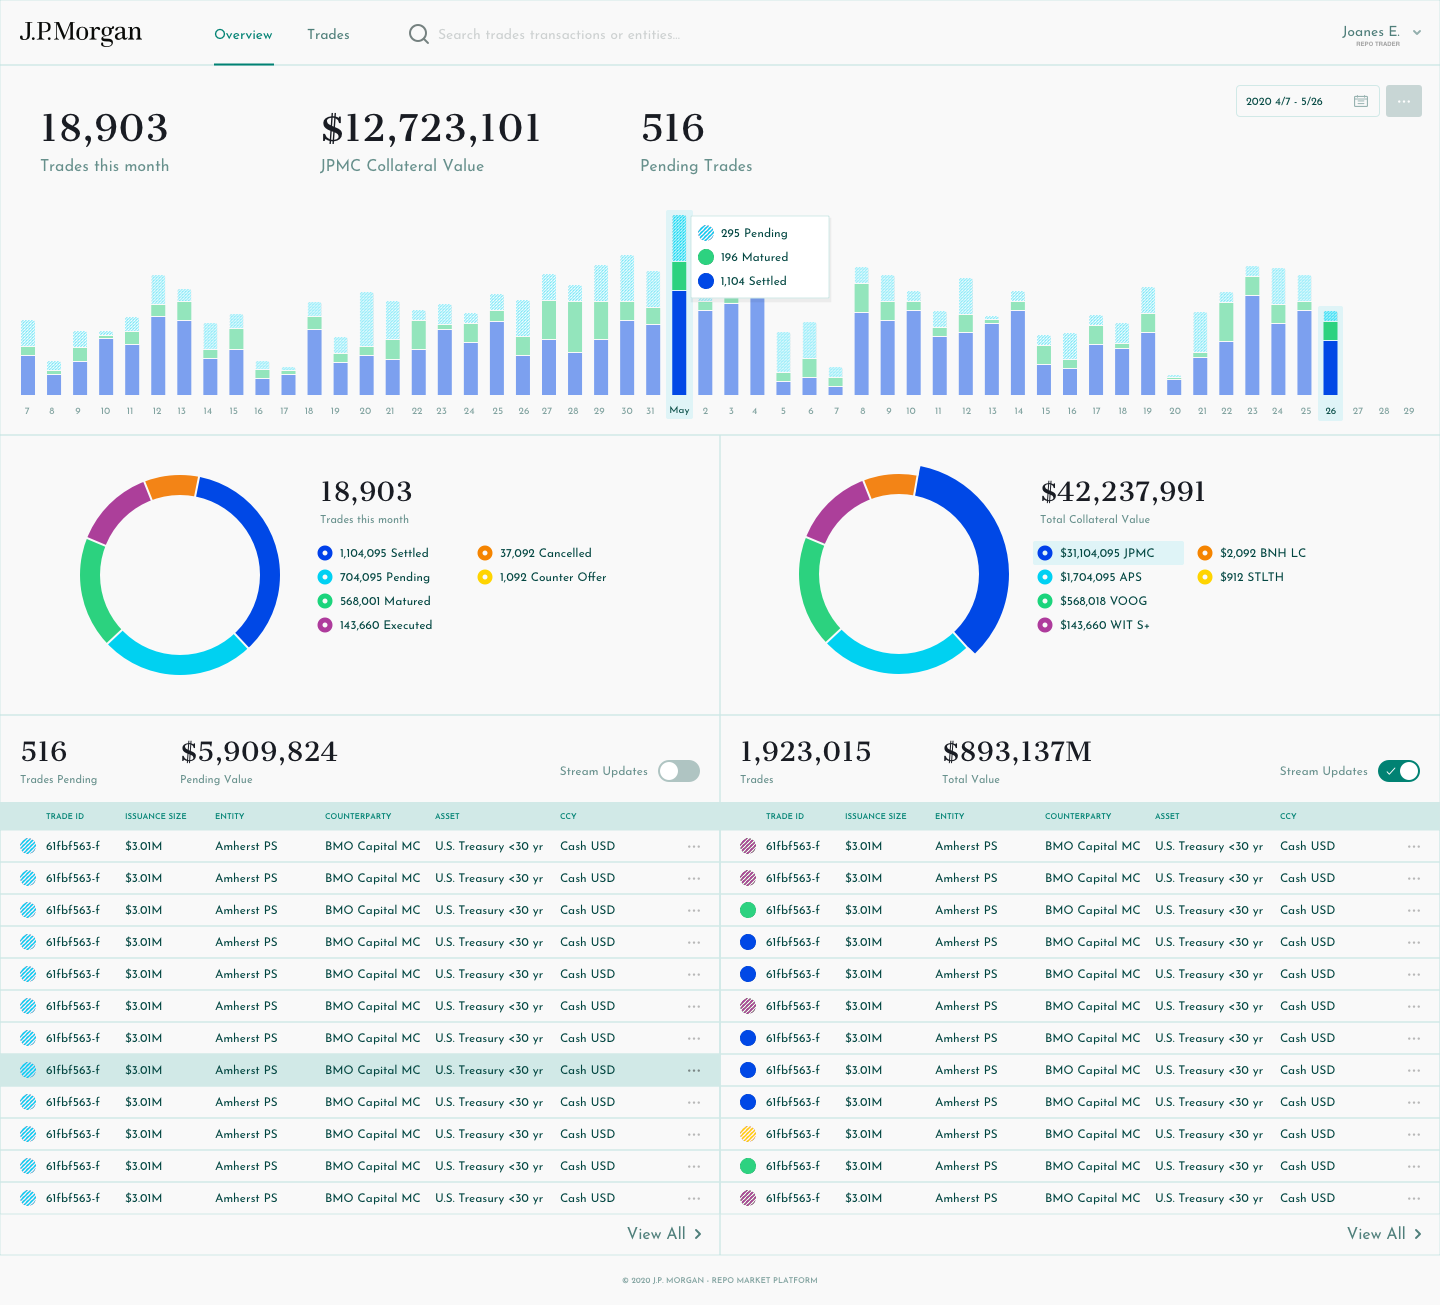 J.P.Morgan
Overview
Trades
Search trades transactions or entities...
Joanes E.
REPO TRADER
2020 4/7 - 5/26
18,903
Trades this month
$12,723,101
JPMC Collateral Value
516
Pending Trades
295 Pending
196 Matured
1,104 Settled
7 8 9 10 11 12 13 14 15 16 17 18 19 20 21 22 23 24 25 26 27 28 29 30 31 May 2 3 4 5 6 7 8 9 10 11 12 13 14 15 16 17 18 19 20 21 22 23 24 25 26 27 28 29
18,903
Trades this month
1,104,095 Settled
704,095 Pending
568,001 Matured
143,660 Executed
37,092 Cancelled
1,092 Counter Offer
$42,237,991
Total Collateral Value
$31,104,095 JPMC
$1,704,095 APS
$568,018 VOOG
$143,660 WIT S+
$2,092 BNH LC
$912 STLTH
516
Trades Pending
$5,909,824
Pending Value
Stream Updates
TRADE ID ISSUANCE SIZE ENTITY COUNTERPARTY ASSET CCY
61fbf563-f $3.01M Amherst PS BMO Capital MC U.S. Treasury <30 yr Cash USD
61fbf563-f $3.01M Amherst PS BMO Capital MC U.S. Treasury <30 yr Cash USD
61fbf563-f $3.01M Amherst PS BMO Capital MC U.S. Treasury <30 yr Cash USD
61fbf563-f $3.01M Amherst PS BMO Capital MC U.S. Treasury <30 yr Cash USD
61fbf563-f $3.01M Amherst PS BMO Capital MC U.S. Treasury <30 yr Cash USD
61fbf563-f $3.01M Amherst PS BMO Capital MC U.S. Treasury <30 yr Cash USD
61fbf563-f $3.01M Amherst PS BMO Capital MC U.S. Treasury <30 yr Cash USD
61fbf563-f $3.01M Amherst PS BMO Capital MC U.S. Treasury <30 yr Cash USD
61fbf563-f $3.01M Amherst PS BMO Capital MC U.S. Treasury <30 yr Cash USD
61fbf563-f $3.01M Amherst PS BMO Capital MC U.S. Treasury <30 yr Cash USD
61fbf563-f $3.01M Amherst PS BMO Capital MC U.S. Treasury <30 yr Cash USD
61fbf563-f $3.01M Amherst PS BMO Capital MC U.S. Treasury <30 yr Cash USD
View All
1,923,015
Trades
$893,137M
Total Value
Stream Updates
TRADE ID ISSUANCE SIZE ENTITY COUNTERPARTY ASSET CCY
61fbf563-f $3.01M Amherst PS BMO Capital MC U.S. Treasury <30 yr Cash USD
61fbf563-f $3.01M Amherst PS BMO Capital MC U.S. Treasury <30 yr Cash USD
61fbf563-f $3.01M Amherst PS BMO Capital MC U.S. Treasury <30 yr Cash USD
61fbf563-f $3.01M Amherst PS BMO Capital MC U.S. Treasury <30 yr Cash USD
61fbf563-f $3.01M Amherst PS BMO Capital MC U.S. Treasury <30 yr Cash USD
61fbf563-f $3.01M Amherst PS BMO Capital MC U.S. Treasury <30 yr Cash USD
61fbf563-f $3.01M Amherst PS BMO Capital MC U.S. Treasury <30 yr Cash USD
61fbf563-f $3.01M Amherst PS BMO Capital MC U.S. Treasury <30 yr Cash USD
61fbf563-f $3.01M Amherst PS BMO Capital MC U.S. Treasury <30 yr Cash USD
61fbf563-f $3.01M Amherst PS BMO Capital MC U.S. Treasury <30 yr Cash USD
61fbf563-f $3.01M Amherst PS BMO Capital MC U.S. Treasury <30 yr Cash USD
61fbf563-f $3.01M Amherst PS BMO Capital MC U.S. Treasury <30 yr Cash USD
View All
© 2020 J.P. MORGAN - REPO MARKET PLATFORM